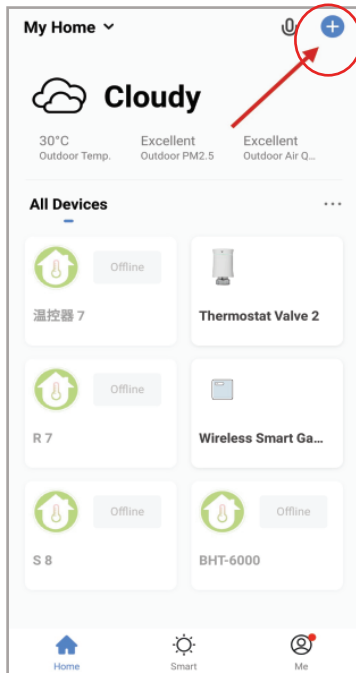 My Home
Cloudy
30°C Excellent Excellent
Outdoor Temp. Outdoor PM2.5 Outdoor Air Q...
All Devices
Offline
温控器 7 Thermostat Valve 2
Offline
R 7 Wireless Smart Ga...
Offline Offline
S 8 BHT-6000
Home Smart Me